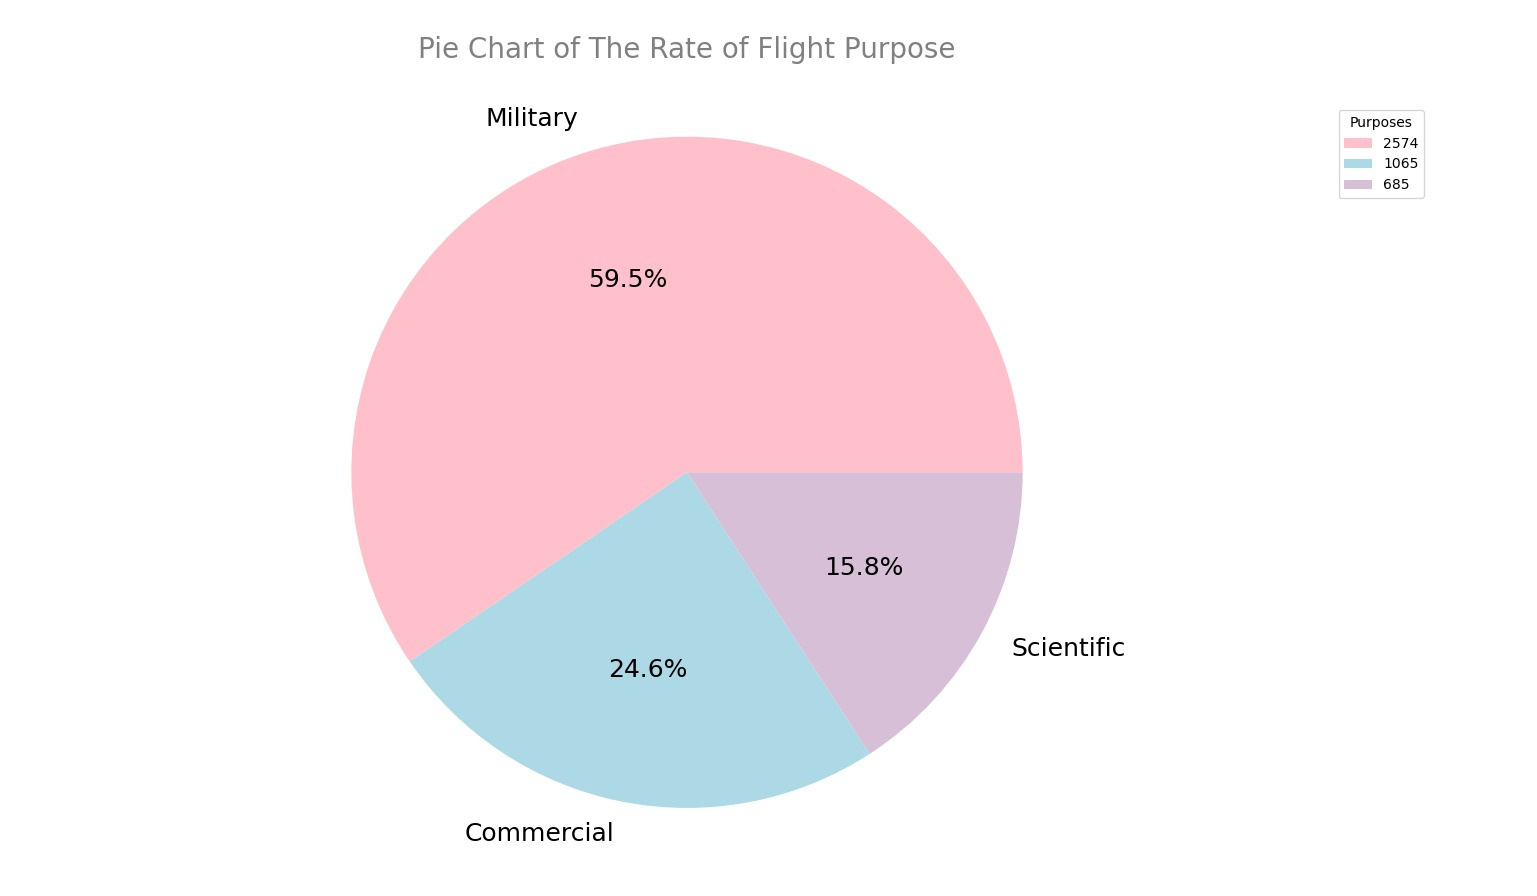 Pie Chart of The Rate of Flight Purpose
Military
Purposes
2574
1065
685
59.5%
15.8%
Scientific
24.6%
Commercial